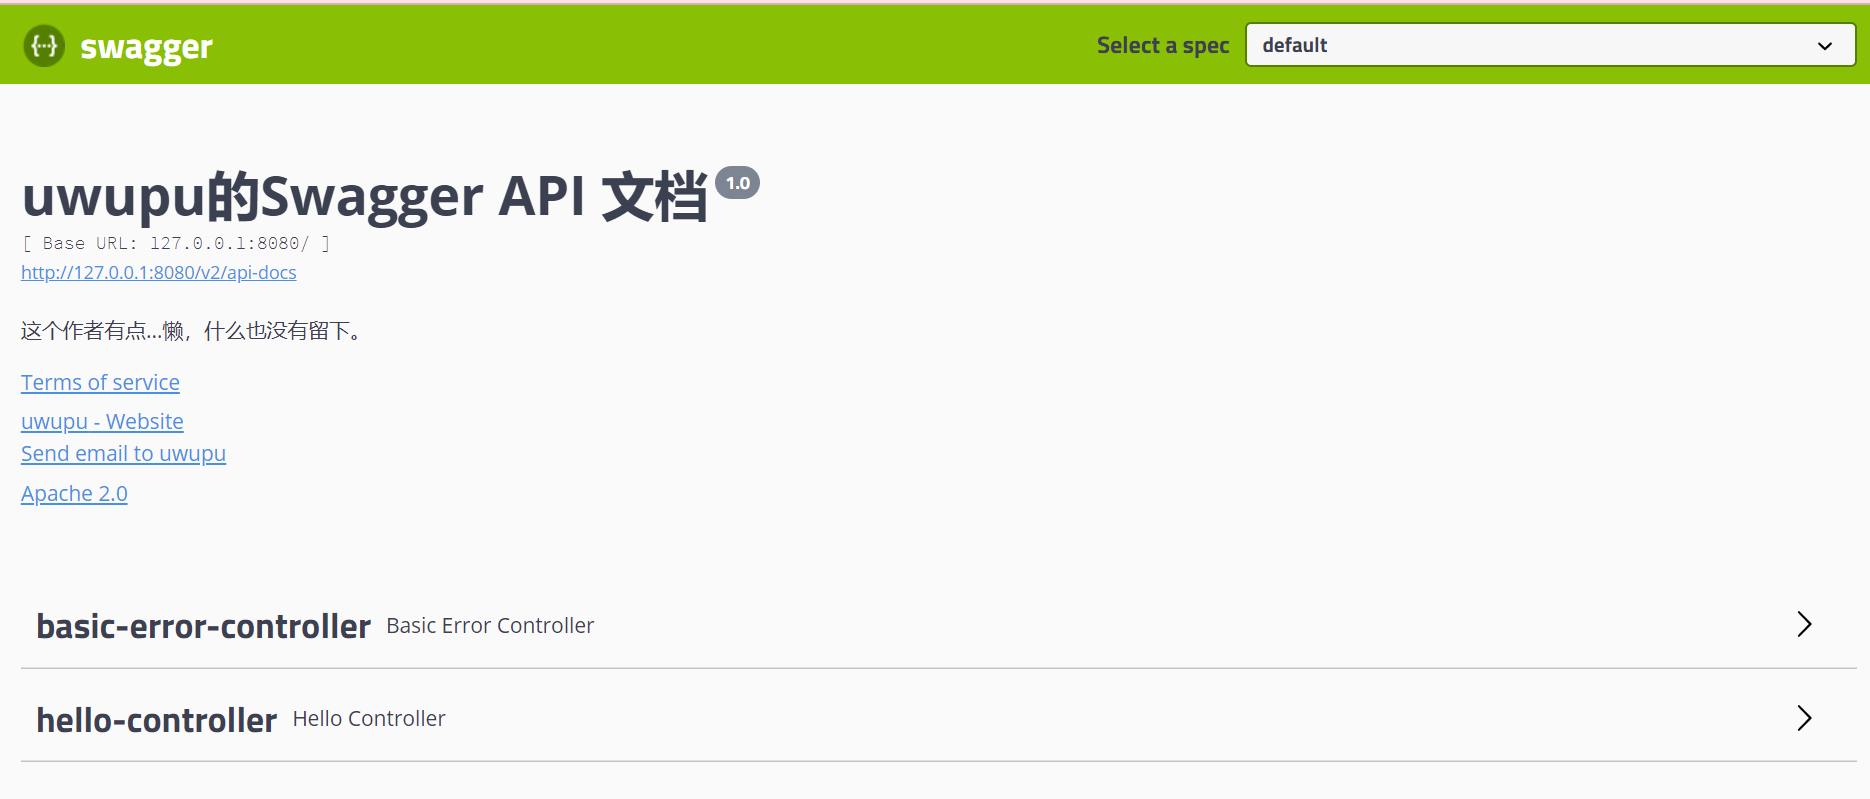 {···} swagger
Select a spec default
uwupu的Swagger API 文档 1.0
[ Base URL: 127.0.0.1:8080/ ]
http://127.0.0.1:8080/v2/api-docs
这个作者有点...懒，什么也没有留下。
Terms of service
uwupu - Website
Send email to uwupu
Apache 2.0
basic-error-controller Basic Error Controller
hello-controller Hello Controller